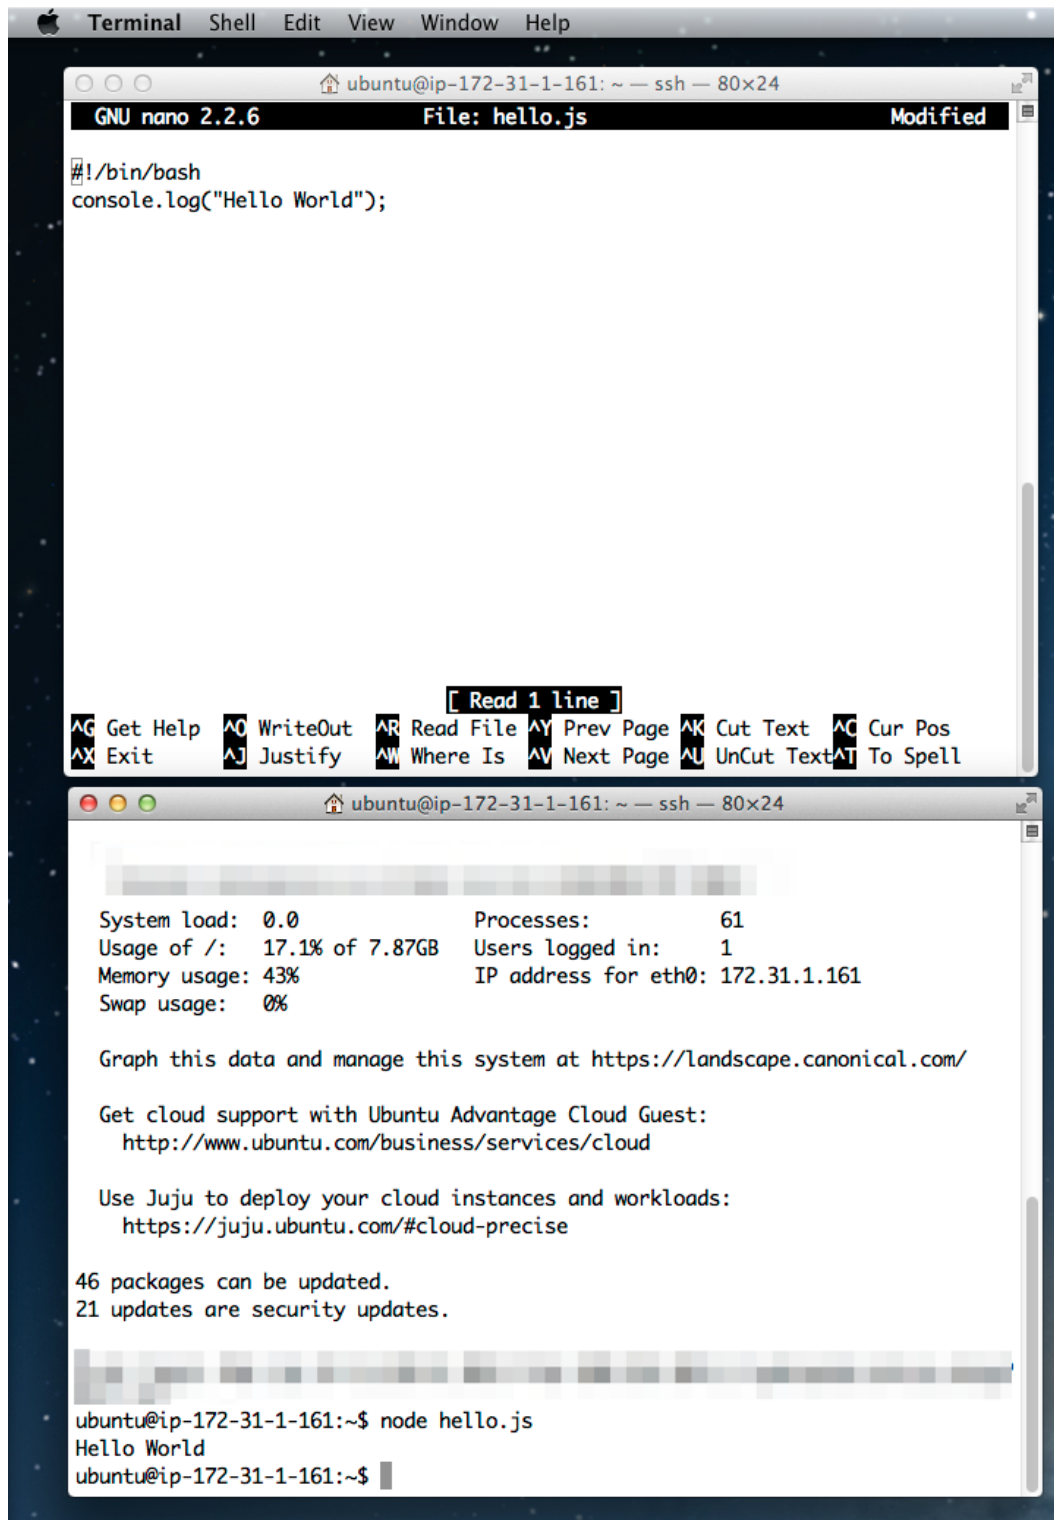 Terminal Shell Edit View Window Help
ubuntu@ip-172-31-1-161: ~ — ssh — 80×24
GNU nano 2.2.6 File: hello.js Modified
#!/bin/bash
console.log("Hello World");
[ Read 1 line ]
^G Get Help ^O WriteOut ^R Read File ^Y Prev Page ^K Cut Text ^C Cur Pos
^X Exit ^J Justify ^W Where Is ^V Next Page ^U UnCut Text ^T To Spell
ubuntu@ip-172-31-1-161: ~ — ssh — 80×24
System load: 0.0 Processes: 61
Usage of /: 17.1% of 7.87GB Users logged in: 1
Memory usage: 43% IP address for eth0: 172.31.1.161
Swap usage: 0%
Graph this data and manage this system at https://landscape.canonical.com/
Get cloud support with Ubuntu Advantage Cloud Guest:
http://www.ubuntu.com/business/services/cloud
Use Juju to deploy your cloud instances and workloads:
https://juju.ubuntu.com/#cloud-precise
46 packages can be updated.
21 updates are security updates.
ubuntu@ip-172-31-1-161:~$ node hello.js
Hello World
ubuntu@ip-172-31-1-161:~$